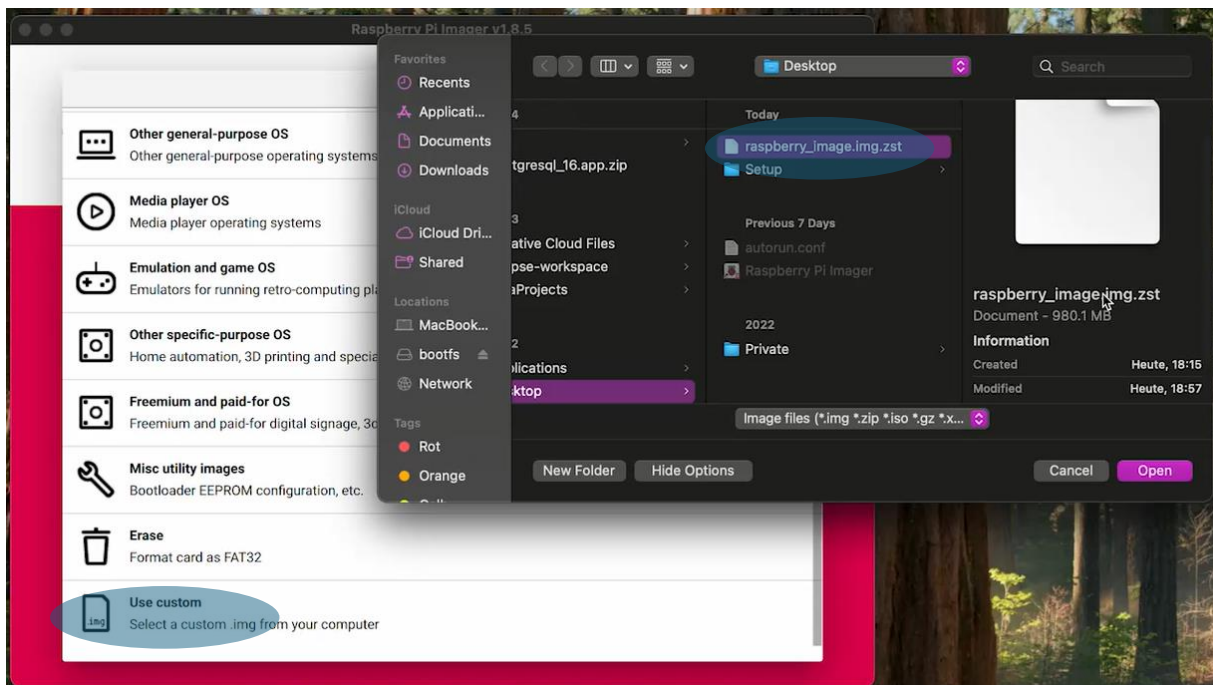 Raspberry Pi Imager v1.8.5
Other general-purpose OS
Other general-purpose operating systems
Media player OS
Media player operating systems
Emulation and game OS
Emulators for running retro-computing
Other specific-purpose OS
Home automation, 3D printing and
Freemium and paid-for OS
Freemium and paid-for digital signage,
Misc utility images
Bootloader EEPROM configuration, etc.
Erase
Format card as FAT32
.img
Use custom
Select a custom .img from your computer
Favorites
Recents
Applicati...
Documents
Downloads
iCloud
iCloud Dri...
Shared
Locations
MacBook...
bootfs
Network
Tags
Rot
Orange
Desktop
Search
4
tgresql_16.app.zip
3
ative Cloud Files
pse-workspace
aProjects
2
plications
ktop
Today
raspberry_image.img.zst
Setup
Previous 7 Days
autorun.conf
Raspberry Pi Imager
2022
Private
raspberry_image.img.zst
Document - 980.1 MB
Information
Created Heute, 18:15
Modified Heute, 18:57
Image files (*.img *.zip *.iso *.gz *.x...
New Folder
Hide Options
Cancel
Open